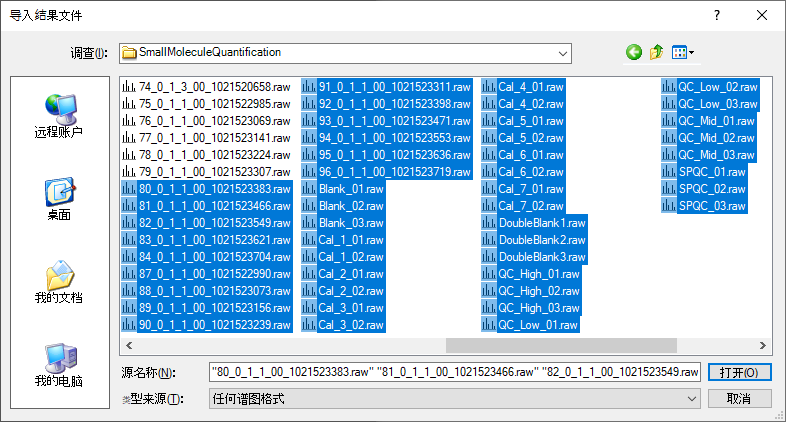 导入结果文件
调查(I):
SmallMoleculeQuantification
远程账户
桌面
我的文档
我的电脑
74_0_1_3_00_1021520658.raw
75_0_1_1_00_1021522985.raw
76_0_1_1_00_1021523069.raw
77_0_1_1_00_1021523141.raw
78_0_1_1_00_1021523224.raw
79_0_1_1_00_1021523307.raw
80_0_1_1_00_1021523383.raw
81_0_1_1_00_1021523466.raw
82_0_1_1_00_1021523549.raw
83_0_1_1_00_1021523621.raw
84_0_1_1_00_1021523704.raw
87_0_1_1_00_1021522990.raw
88_0_1_1_00_1021523073.raw
89_0_1_1_00_1021523156.raw
90_0_1_1_00_1021523239.raw
91_0_1_1_00_1021523311.raw
92_0_1_1_00_1021523398.raw
93_0_1_1_00_1021523471.raw
94_0_1_1_00_1021523553.raw
95_0_1_1_00_1021523636.raw
96_0_1_1_00_1021523719.raw
Blank_01.raw
Blank_02.raw
Blank_03.raw
Cal_1_01.raw
Cal_1_02.raw
Cal_2_01.raw
Cal_2_02.raw
Cal_3_01.raw
Cal_3_02.raw
Cal_4_01.raw
Cal_4_02.raw
Cal_5_01.raw
Cal_5_02.raw
Cal_6_01.raw
Cal_6_02.raw
Cal_7_01.raw
Cal_7_02.raw
DoubleBlank1.raw
DoubleBlank2.raw
DoubleBlank3.raw
QC_High_01.raw
QC_High_02.raw
QC_High_03.raw
QC_Low_01.raw
QC_Low_02.raw
QC_Low_03.raw
QC_Mid_01.raw
QC_Mid_02.raw
QC_Mid_03.raw
SPQC_01.raw
SPQC_02.raw
SPQC_03.raw
源名称(N):
"80_0_1_1_00_1021523383.raw" "81_0_1_1_00_1021523466.raw" "82_0_1_1_00_1021523549.raw
打开(O)
类型来源(T):
任何谱图格式
取消